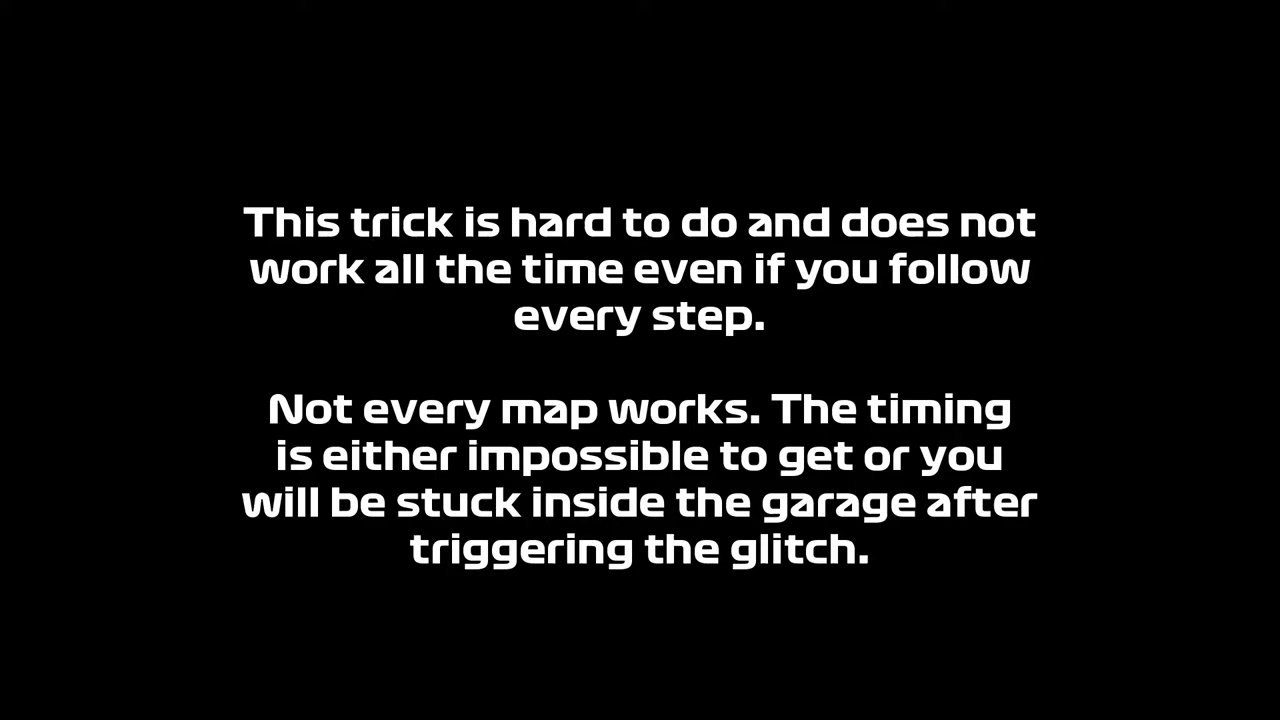 This trick is hard to do and does not
work all the time even if you follow
every step.
Not every map works. The timing
is either impossible to get or you
will be stuck inside the garage after
triggering the glitch.